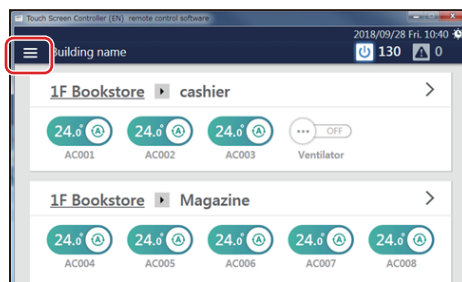 Touch Screen Controller (EN) remote control software
2018/09/28 Fri. 10:40
Building name
130
0
1F Bookstore cashier
24.0° A 24.0° A 24.0° A ... OFF
AC001 AC002 AC003 Ventilator
1F Bookstore Magazine
24.0° A 24.0° A 24.0° A 24.0° A 24.0° A
AC004 AC005 AC006 AC007 AC008